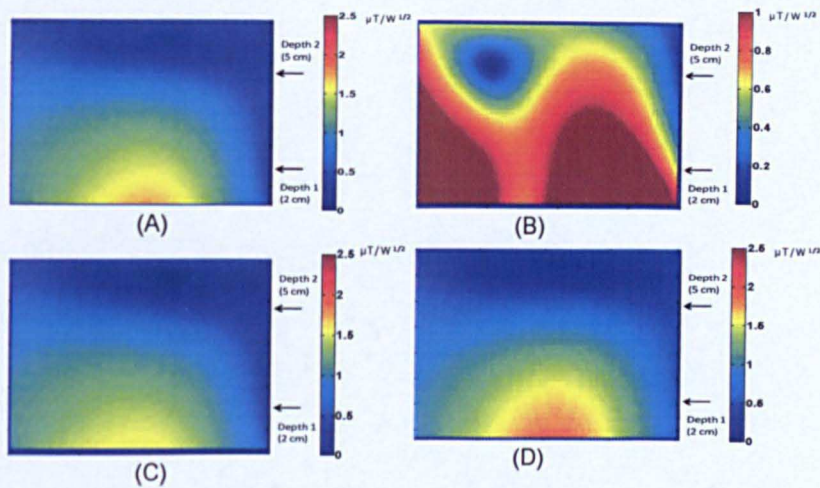 2.5
µT/W 1/2
2
1.5
1
0.5
0
Depth 2
(5 cm)
Depth 1
(2 cm)
(A)
1
µT/W 1/2
0.8
0.6
0.4
0.2
0
Depth 2
(5 cm)
Depth 1
(2 cm)
(B)
2.5
µT/W 1/2
2
1.5
1
0.5
0
Depth 2
(5 cm)
Depth 1
(2 cm)
(C)
2.5
µT/W 1/2
2
1.5
1
0.5
0
Depth 2
(5 cm)
Depth 1
(2 cm)
(D)